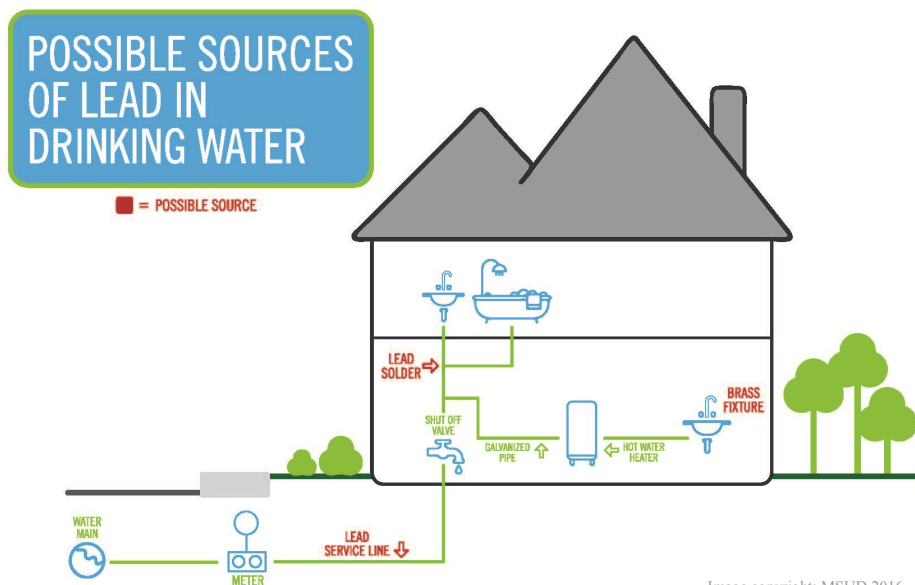 POSSIBLE SOURCES
OF LEAD IN
DRINKING WATER
= POSSIBLE SOURCE
LEAD
SOLDER
BRASS
FIXTURE
SHUT OFF
VALVE
GALVANIZED
PIPE
HOT WATER
HEATER
WATER
MAIN
LEAD
SERVICE LINE
METER